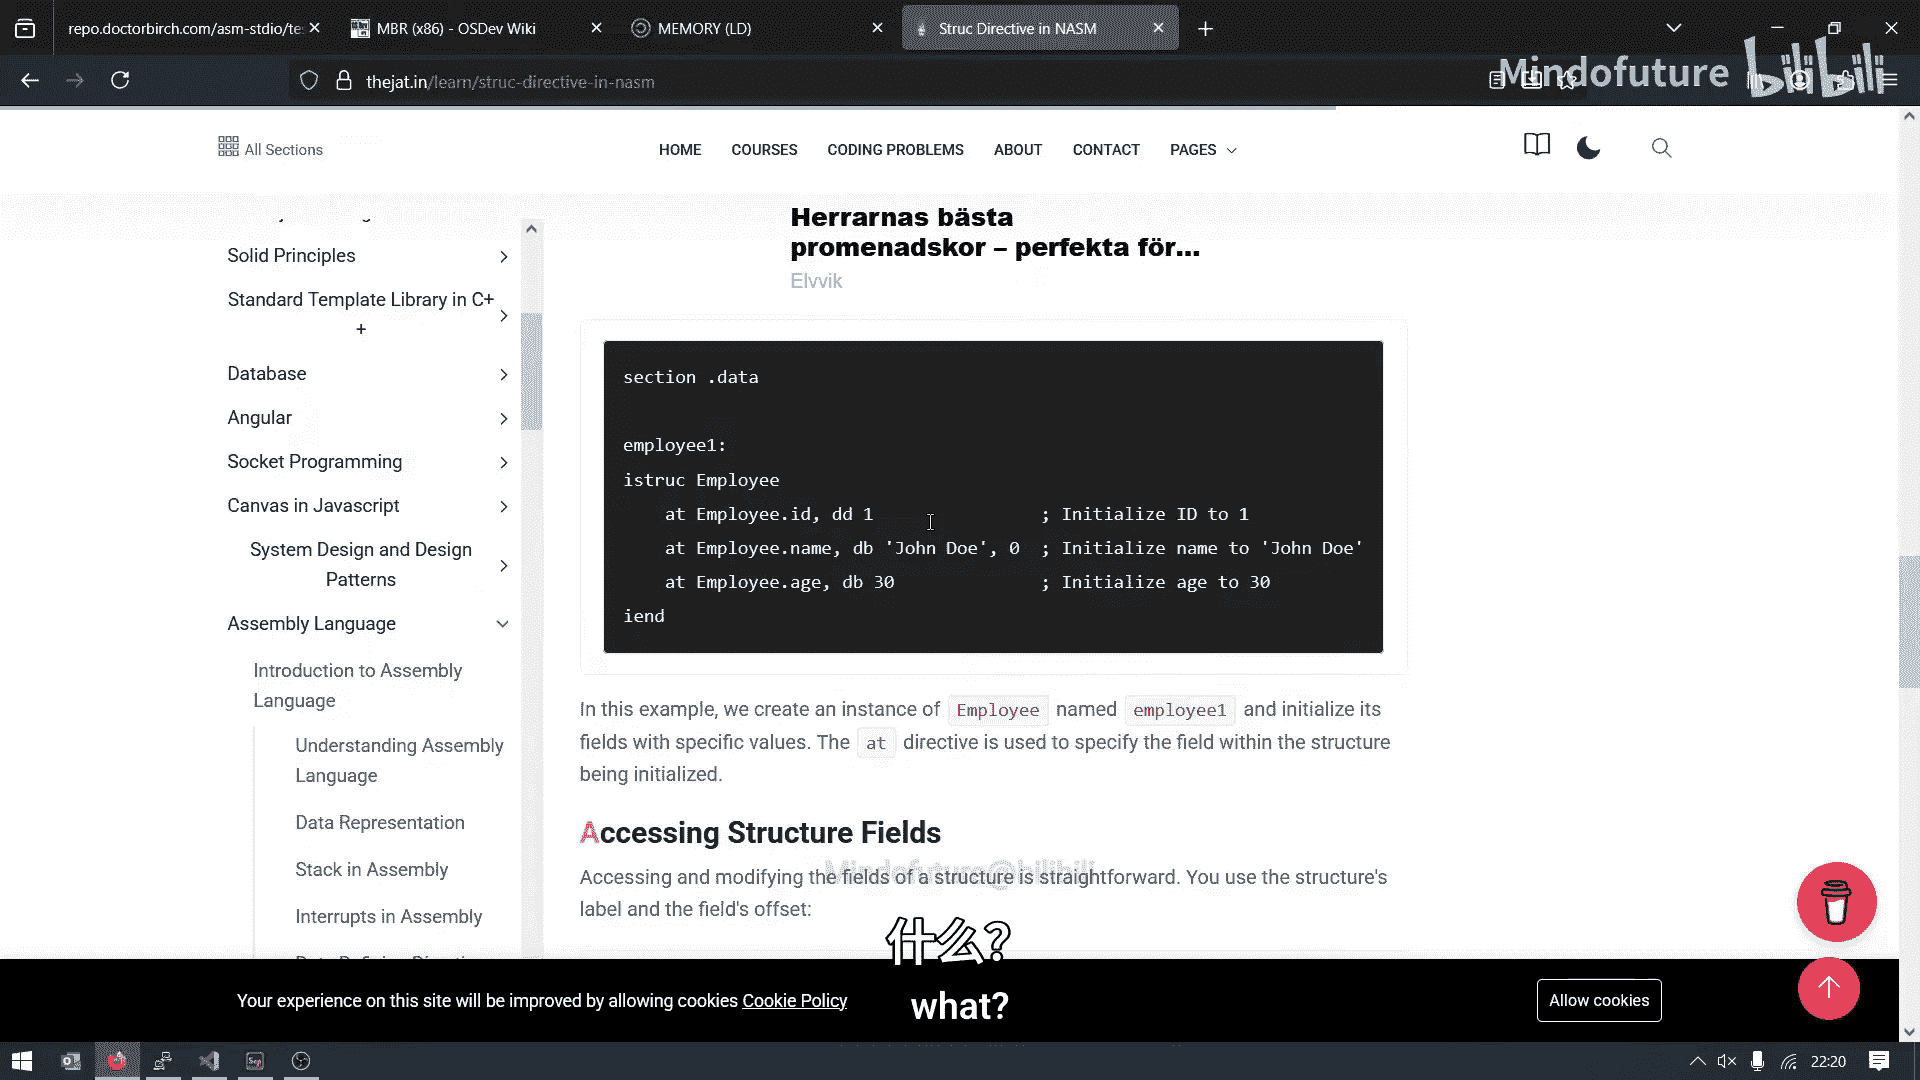 repo.doctorbirch.com/asm-stdio/te
MBR (x86) - OSDev Wiki
MEMORY (LD)
Struc Directive in NASM
thejat.in/learn/struc-directive-in-nasm
Mindofuture bilibili
All Sections
HOME
COURSES
CODING PROBLEMS
ABOUT
CONTACT
PAGES
Solid Principles
Standard Template Library in C+
+
Database
Angular
Socket Programming
Canvas in Javascript
System Design and Design
Patterns
Assembly Language
Introduction to Assembly
Language
Understanding Assembly
Language
Data Representation
Stack in Assembly
Interrupts in Assembly
Herrarnas bästa
promenadskor – perfekta för...
Elvvik
section .data
employee1:
istruc Employee
at Employee.id, dd 1 ; Initialize ID to 1
at Employee.name, db 'John Doe', 0 ; Initialize name to 'John Doe'
at Employee.age, db 30 ; Initialize age to 30
iend
In this example, we create an instance of Employee named employee1 and initialize its
fields with specific values. The at directive is used to specify the field within the structure
being initialized.
Accessing Structure Fields
Mindofuture@bilibili
Accessing and modifying the fields of a structure is straightforward. You use the structure's
label and the field's offset:
什么?
what?
Your experience on this site will be improved by allowing cookies Cookie Policy
Allow cookies
22:20